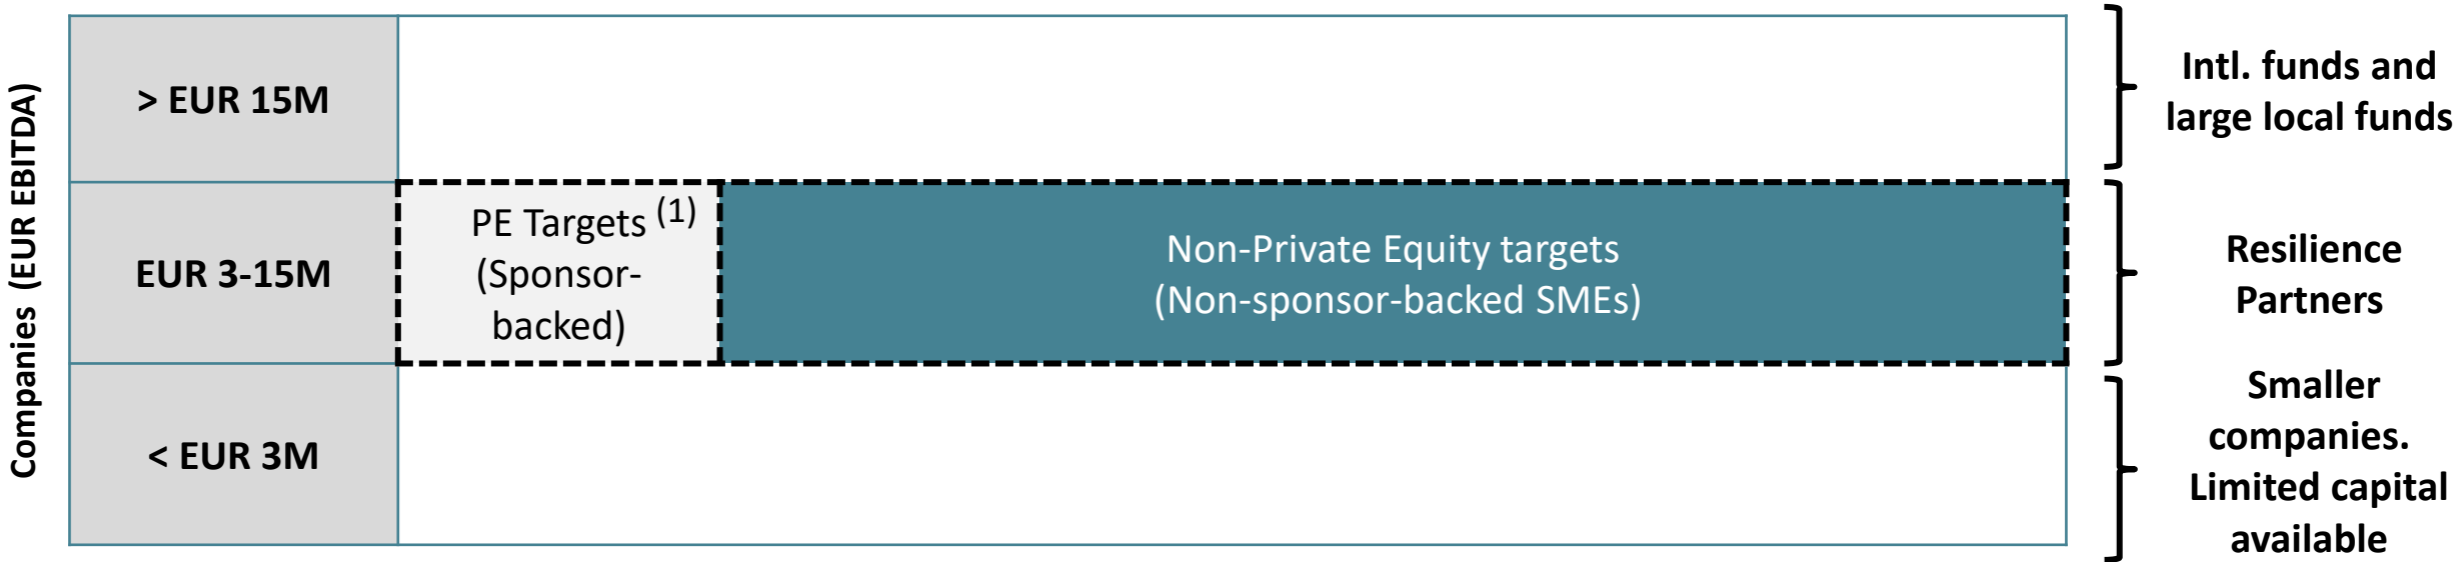 Companies (EUR EBITDA)
> EUR 15M
Intl. funds and
large local funds
EUR 3-15M
PE Targets (1)
(Sponsor-
backed)
Non-Private Equity targets
(Non-sponsor-backed SMEs)
Resilience
Partners
< EUR 3M
Smaller
companies.
Limited capital
available